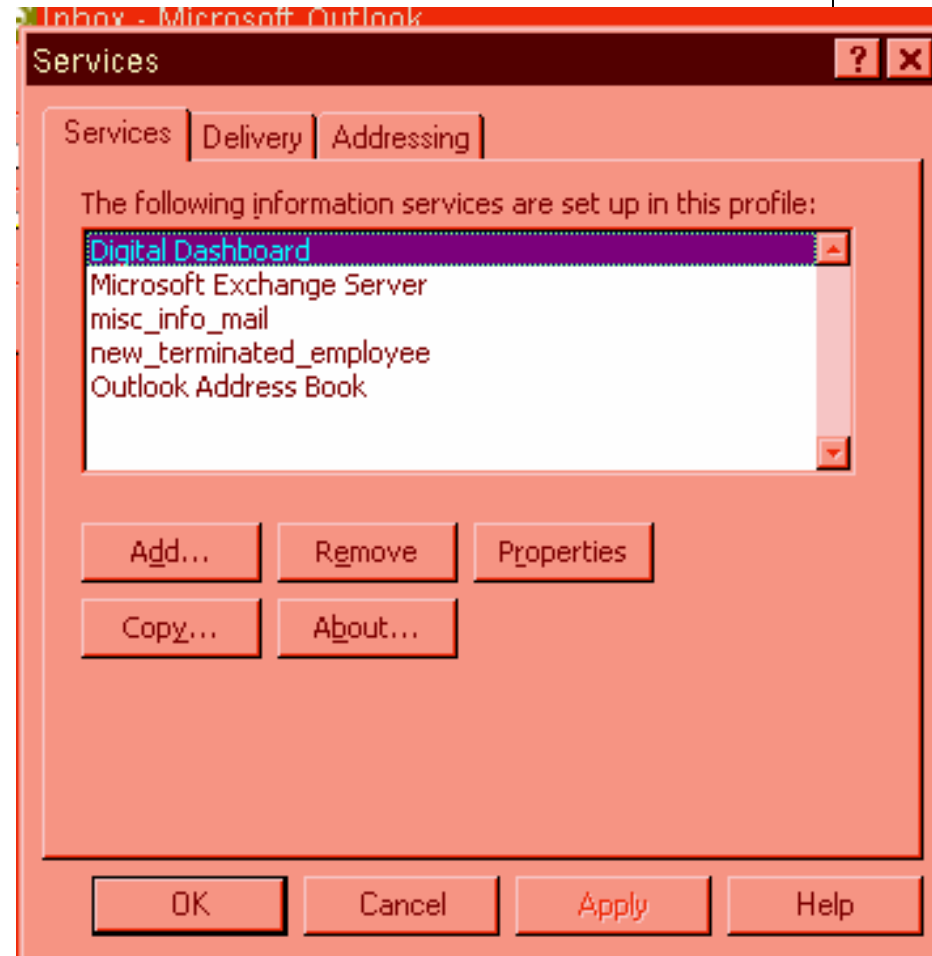 Inbox - Microsoft Outlook
Services ? ×
Services Delivery Addressing
The following information services are set up in this profile:
Digital Dashboard
Microsoft Exchange Server
misc_info_mail
new_terminated_employee
Outlook Address Book
Add... Remove Properties
Copy... About...
OK Cancel Apply Help